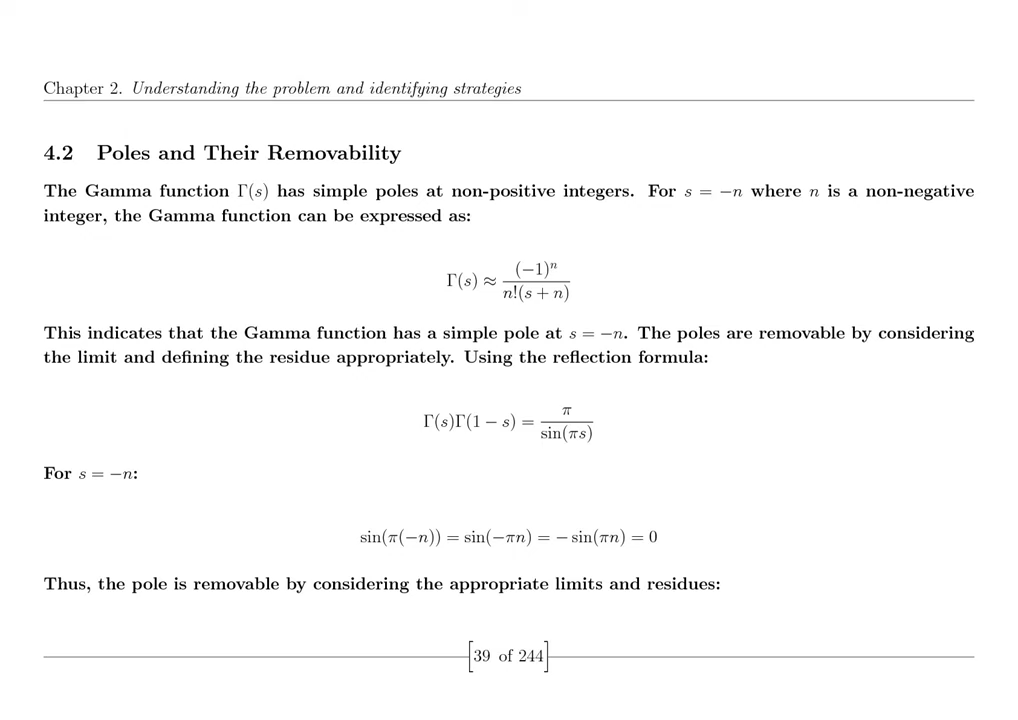 Chapter 2. Understanding the problem and identifying strategies
4.2 Poles and Their Removability
The Gamma function Γ(s) has simple poles at non-positive integers. For s = −n where n is a non-negative
integer, the Gamma function can be expressed as:
Γ(s) ≈ (−1)^n / n!(s + n)
This indicates that the Gamma function has a simple pole at s = −n. The poles are removable by considering
the limit and defining the residue appropriately. Using the reflection formula:
Γ(s)Γ(1 − s) = π / sin(πs)
For s = −n:
sin(π(−n)) = sin(−πn) = − sin(πn) = 0
Thus, the pole is removable by considering the appropriate limits and residues:
[39 of 244]